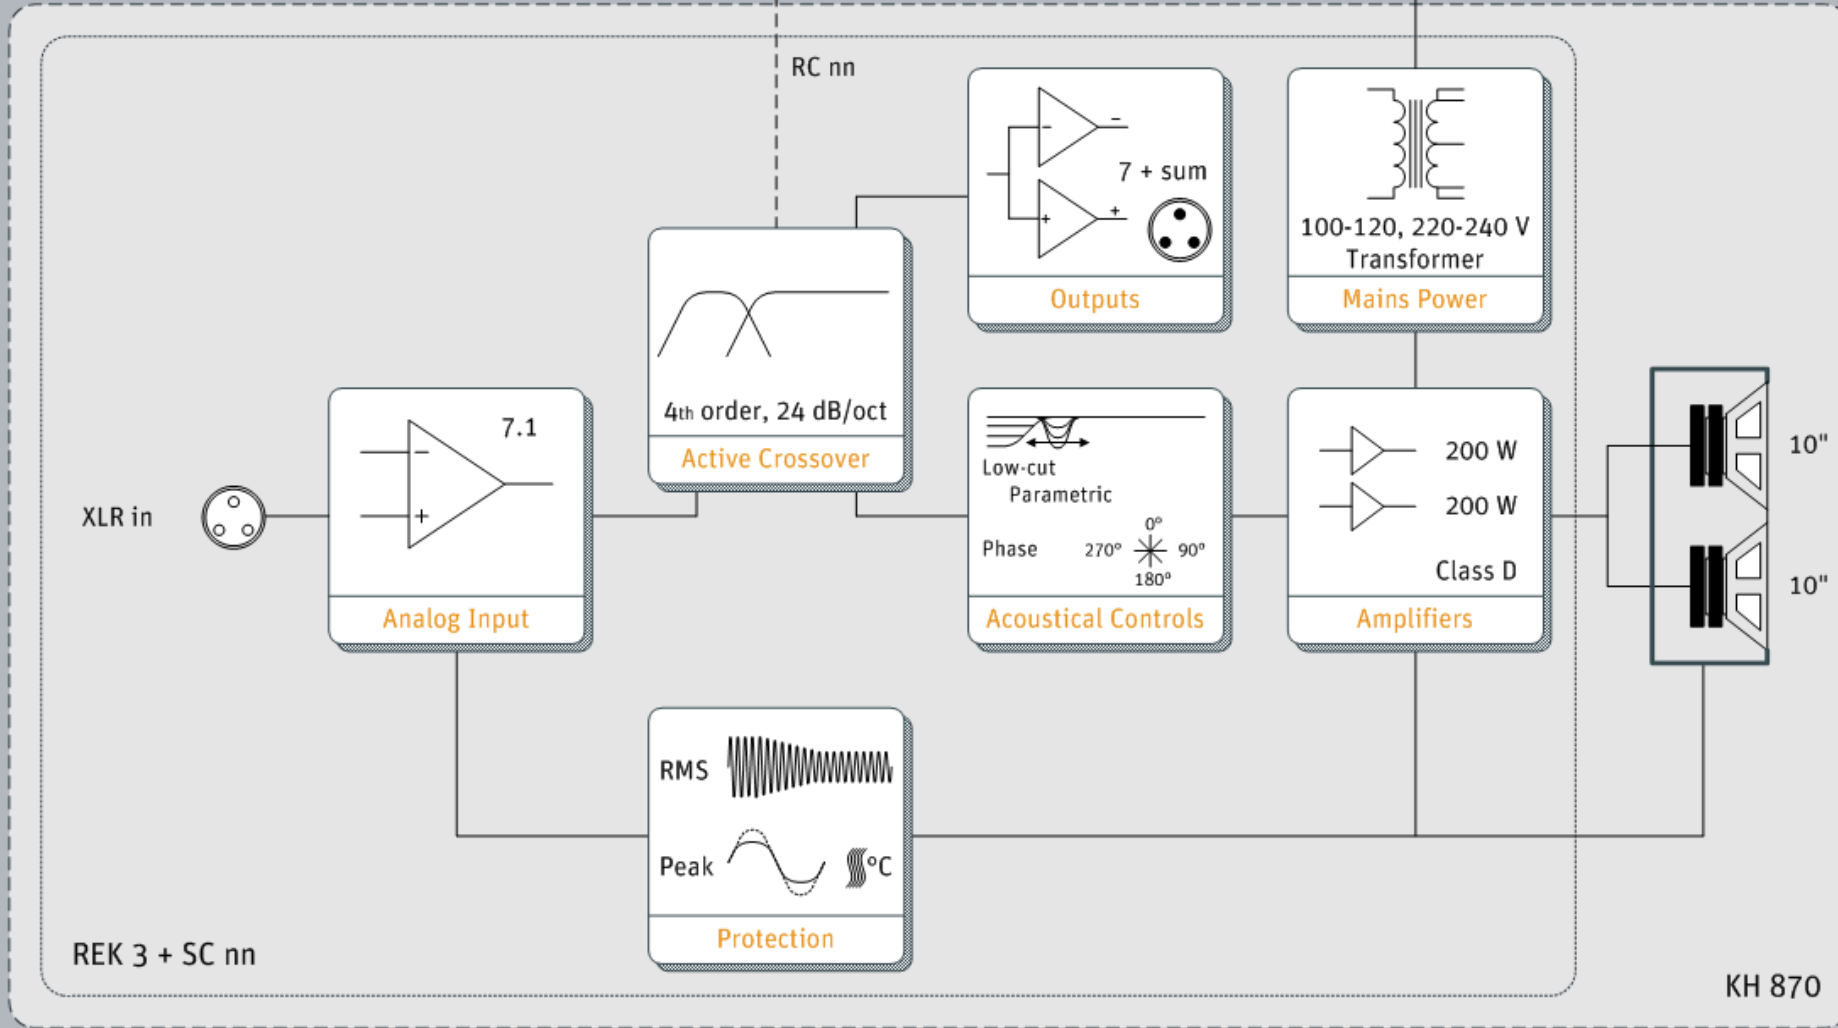 RC nn
7 + sum
−
+
−
+
Outputs
100-120, 220-240 V
Transformer
Mains Power
4th order, 24 dB/oct
Active Crossover
XLR in
7.1
−
+
Analog Input
Low-cut
Parametric
Phase
0°
270°
90°
180°
Acoustical Controls
200 W
200 W
Class D
Amplifiers
10"
10"
RMS
Peak
°C
Protection
REK 3 + SC nn
KH 870